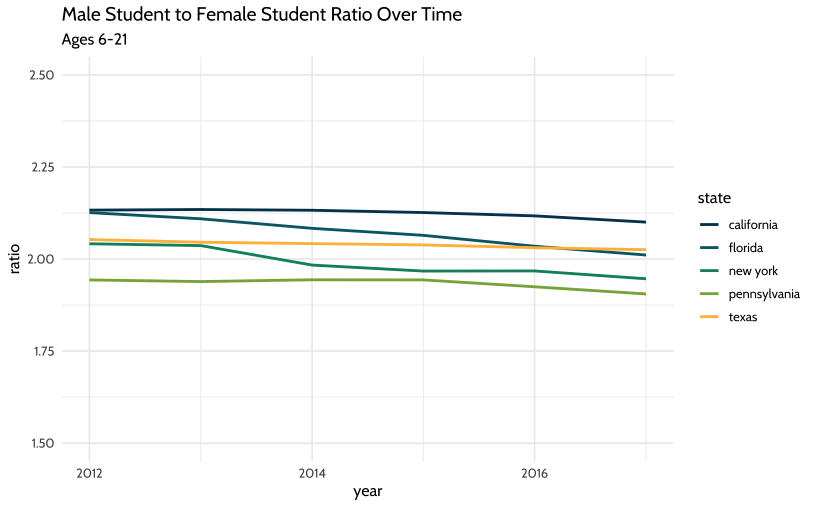 Male Student to Female Student Ratio Over Time
Ages 6-21
2.50
2.25
2.00
1.75
1.50
ratio
2012
2014
2016
year
state
california
florida
new york
pennsylvania
texas